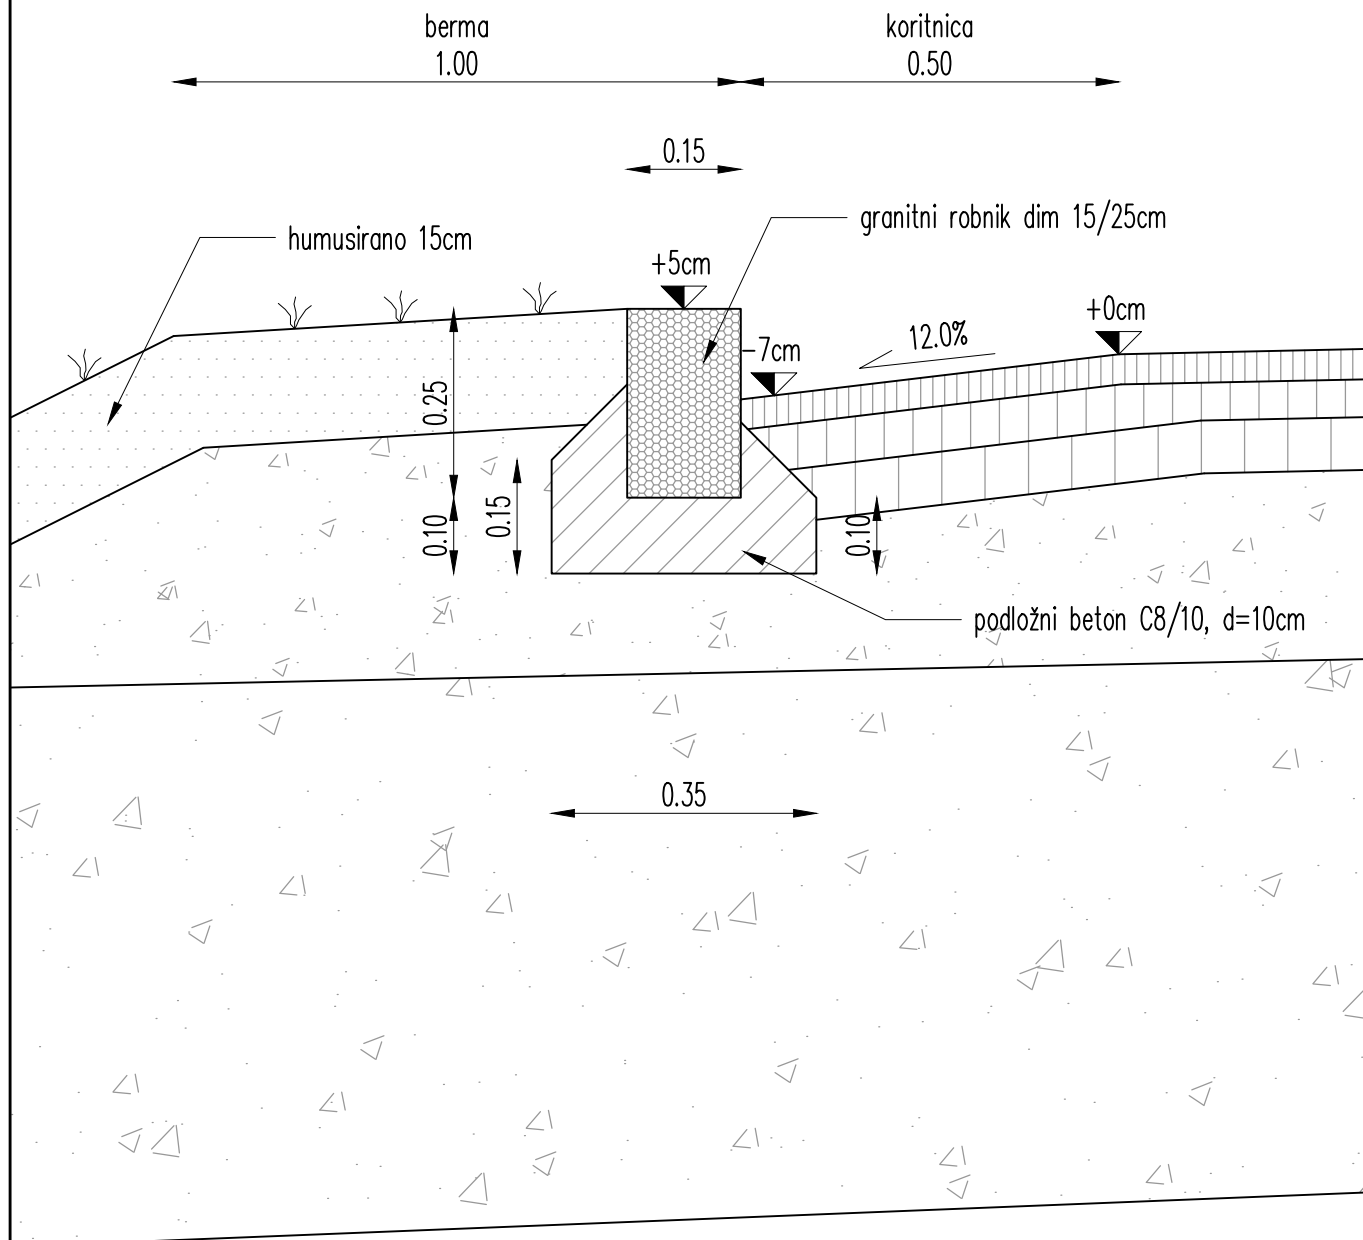 berma
1.00
koritnica
0.50
0.15
granitni robnik dim 15/25cm
humusirano 15cm
+5cm
+0cm
12.0%
-7cm
0.25
0.10
0.15
0.10
podložni beton C8/10, d=10cm
0.35